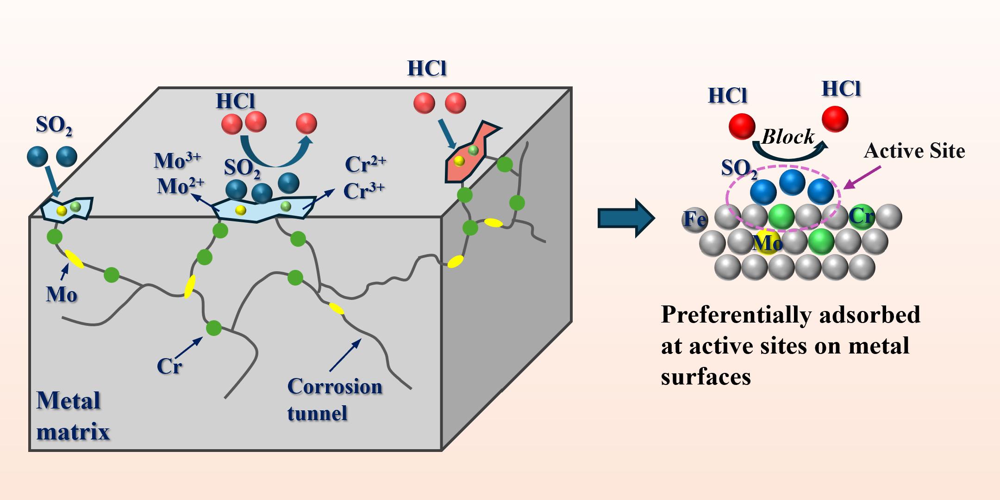 SO₂
HCl
HCl
Mo³⁺
Mo²⁺
SO₂
Cr²⁺
Cr³⁺
Mo
Cr
Corrosion
tunnel
Metal
matrix
HCl
HCl
Block
SO₂
Active Site
Fe
Cr
Mo
Preferentially adsorbed
at active sites on metal
surfaces